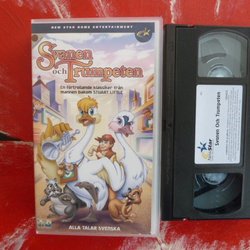 NEW STAR HOME ENTERTAINMENT
Svanen
och Trumpeten
En förtrollande klassiker från
mannen bakom STUART LITTLE
ALLA TALAR SVENSKA
Svanen Och Trumpeten